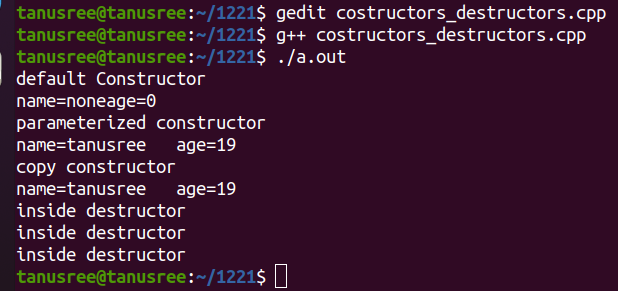 tanusree@tanusree:~/1221$ gedit costructors_destructors.cpp
tanusree@tanusree:~/1221$ g++ costructors_destructors.cpp
tanusree@tanusree:~/1221$ ./a.out
default Constructor
name=noneage=0
parameterized constructor
name=tanusree   age=19
copy constructor
name=tanusree   age=19
inside destructor
inside destructor
inside destructor
tanusree@tanusree:~/1221$